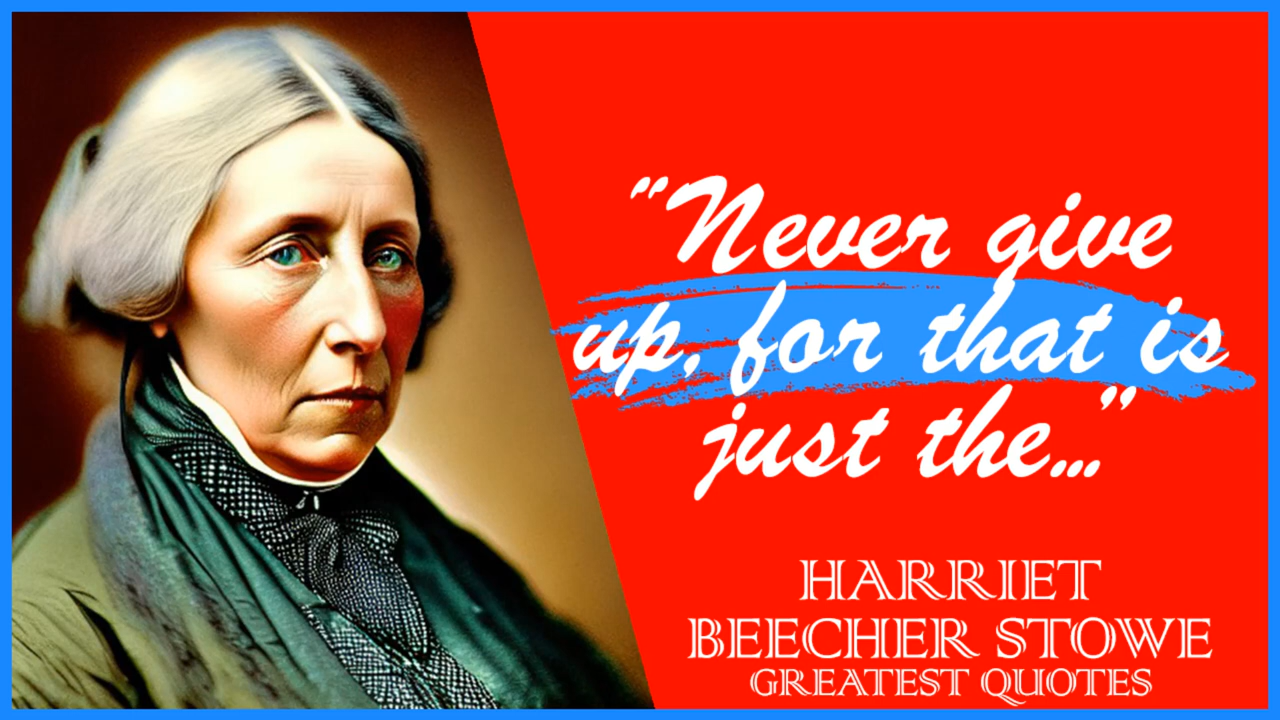 "Never give
up, for that is
just the..."
HARRIET
BEECHER STOWE
GREATEST QUOTES